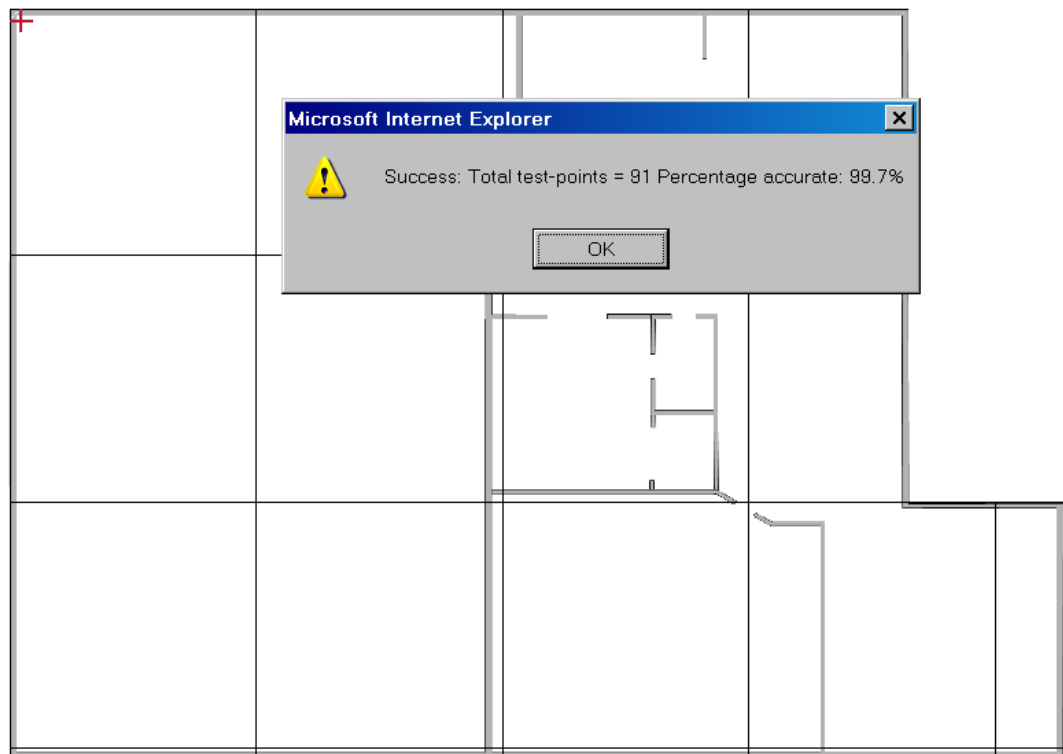 Microsoft Internet Explorer
Success: Total test-points = 91 Percentage accurate: 99.7%
OK